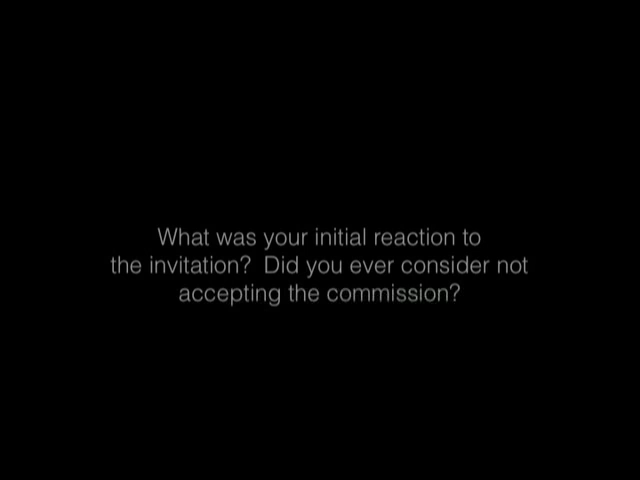 What was your initial reaction to
the invitation?  Did you ever consider not
accepting the commission?